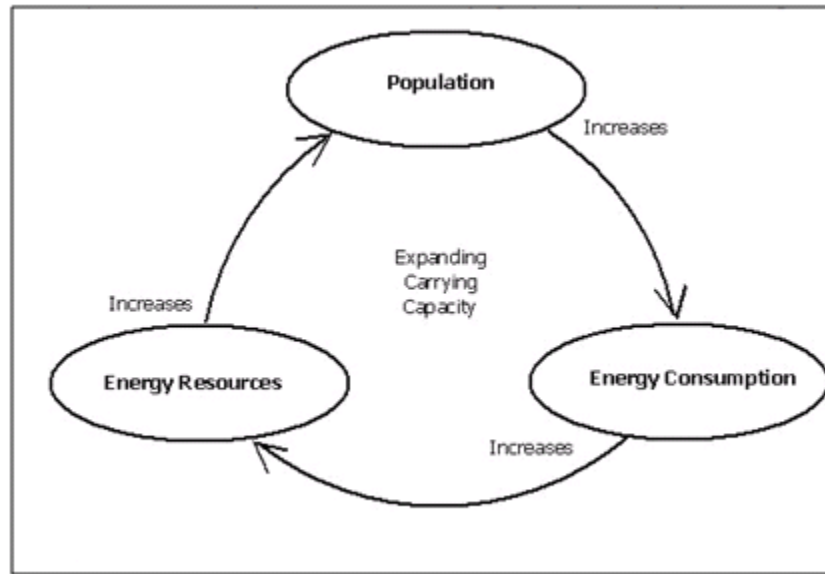 Population
Increases
Expanding
Carrying
Capacity
Increases
Energy Resources
Energy Consumption
Increases